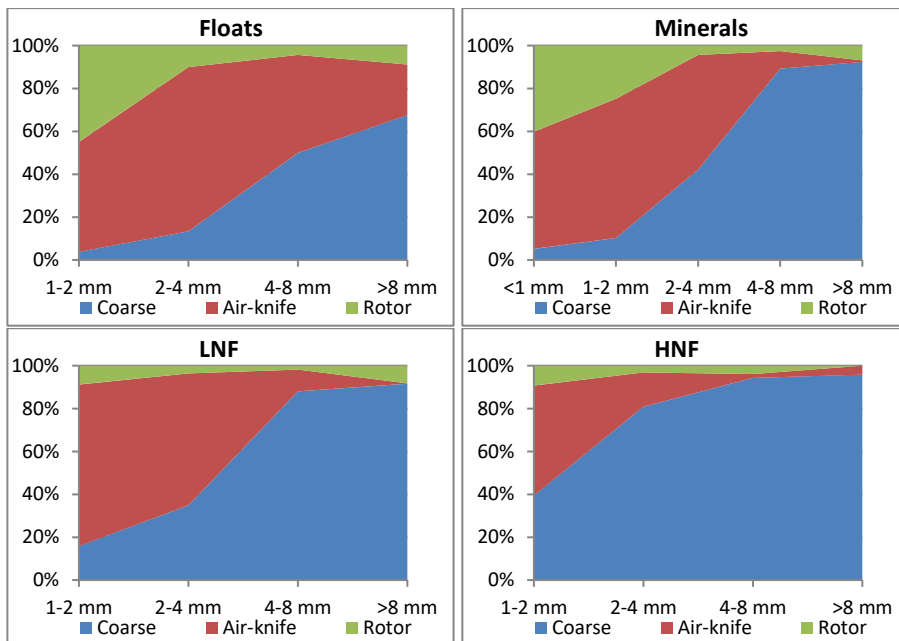 Floats
100%
80%
60%
40%
20%
0%
1-2 mm 2-4 mm 4-8 mm >8 mm
Coarse Air-knife Rotor
Minerals
100%
80%
60%
40%
20%
0%
<1 mm 1-2 mm 2-4 mm 4-8 mm >8 mm
Coarse Air-knife Rotor
LNF
100%
80%
60%
40%
20%
0%
1-2 mm 2-4 mm 4-8 mm >8 mm
Coarse Air-knife Rotor
HNF
100%
80%
60%
40%
20%
0%
1-2 mm 2-4 mm 4-8 mm >8 mm
Coarse Air-knife Rotor